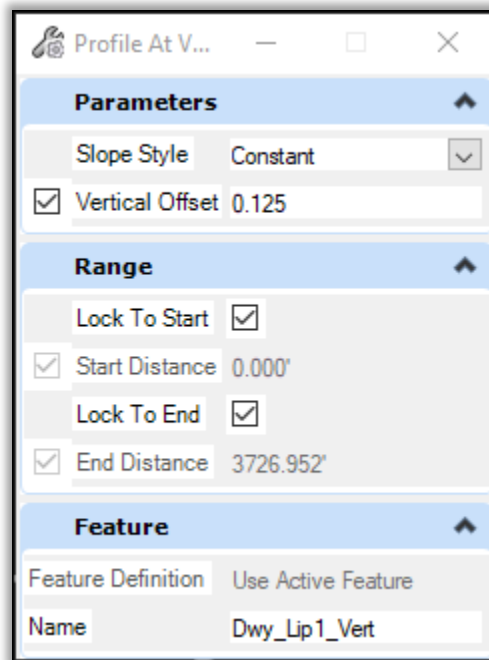 Profile At V...
Parameters
Slope Style Constant
Vertical Offset 0.125
Range
Lock To Start
Start Distance 0.000'
Lock To End
End Distance 3726.952'
Feature
Feature Definition Use Active Feature
Name Dwy_Lip1_Vert